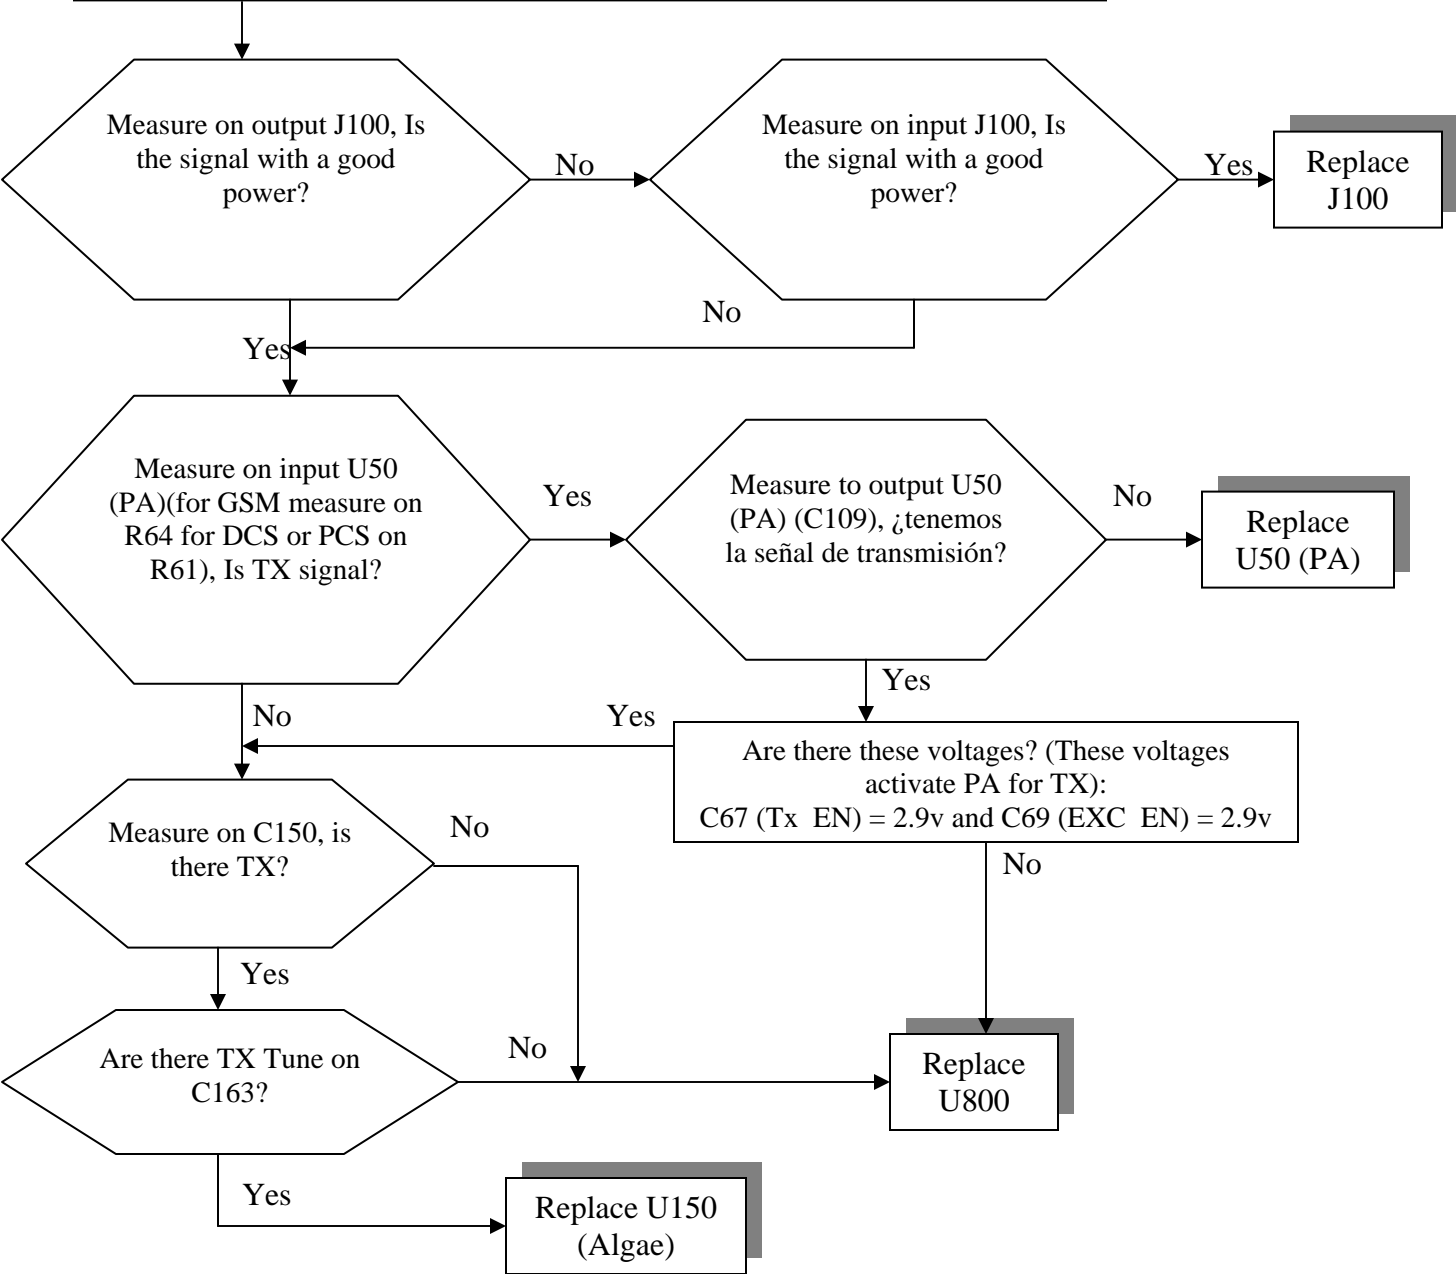 Measure on output J100, Is
the signal with a good
power?
No
Measure on input J100, Is
the signal with a good
power?
Yes
Replace
J100
No
Yes
Measure on input U50
(PA)(for GSM measure on
R64 for DCS or PCS on
R61), Is TX signal?
Yes
Measure to output U50
(PA) (C109), ¿tenemos
la señal de transmisión?
No
Replace
U50 (PA)
Yes
No
Yes
Are there these voltages? (These voltages
activate PA for TX):
C67 (Tx EN) = 2.9v and C69 (EXC EN) = 2.9v
Measure on C150, is
there TX?
No
No
Yes
Are there TX Tune on
C163?
No
Replace
U800
Yes
Replace U150
(Algae)